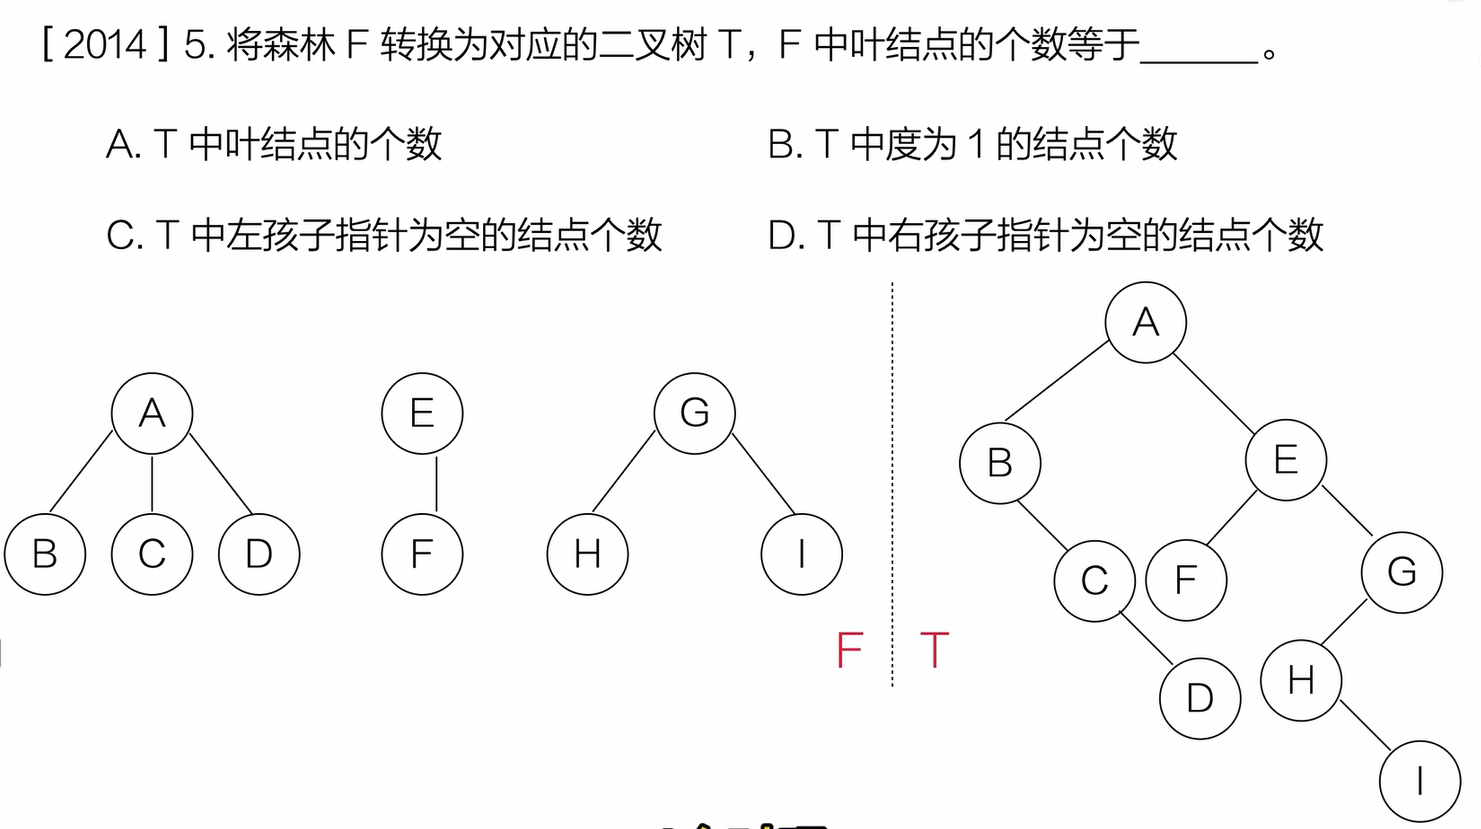 [ 2014 ] 5. 将森林 F 转换为对应的二叉树 T，F 中叶结点的个数等于______。
A. T 中叶结点的个数
B. T 中度为 1 的结点个数
C. T 中左孩子指针为空的结点个数
D. T 中右孩子指针为空的结点个数
A
E
G
B
C
D
F
H
I
F
T
A
B
E
C
F
G
D
H
I